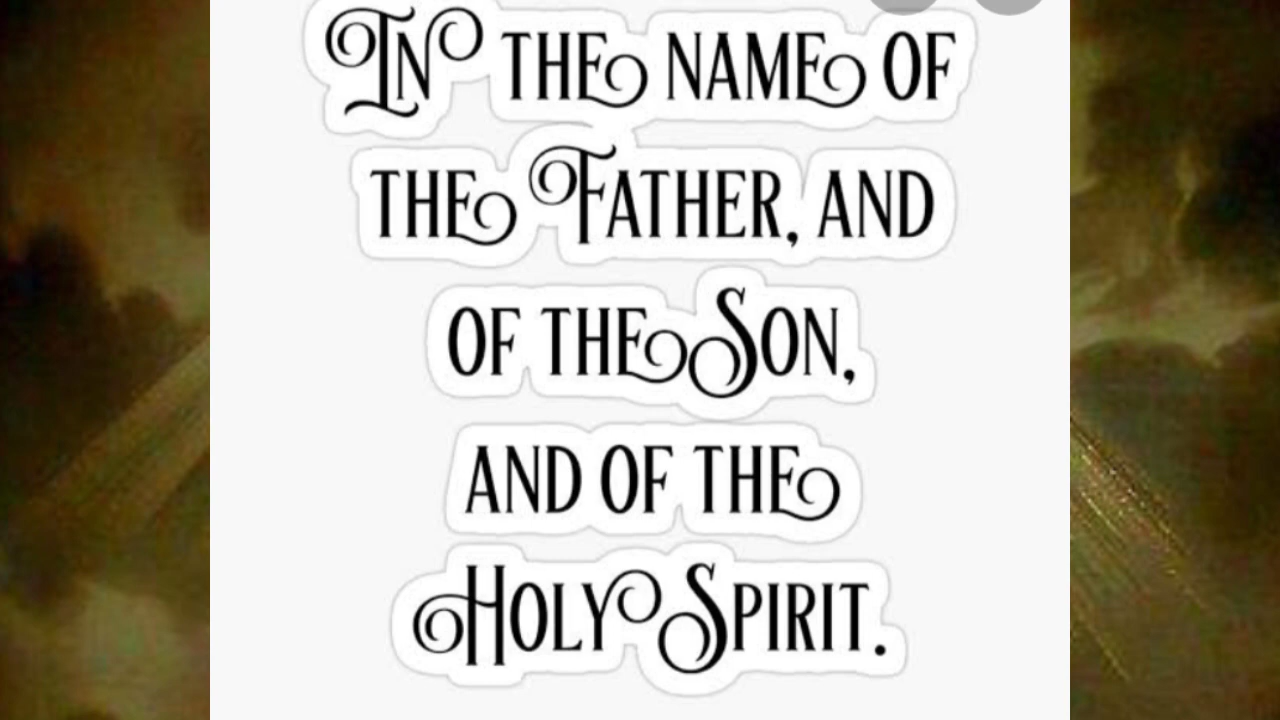 In the name of
the Father, and
of the Son,
and of the
Holy Spirit.